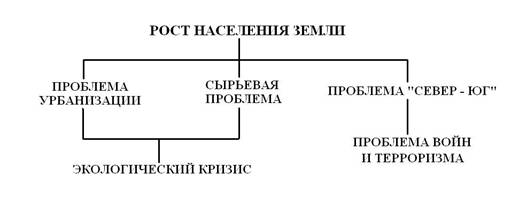 РОСТ НАСЕЛЕНИЯ ЗЕМЛИ
ПРОБЛЕМА
УРБАНИЗАЦИИ
СЫРЬЕВАЯ
ПРОБЛЕМА
ПРОБЛЕМА "СЕВЕР - ЮГ"
ЭКОЛОГИЧЕСКИЙ КРИЗИС
ПРОБЛЕМА ВОЙН
И ТЕРРОРИЗМА